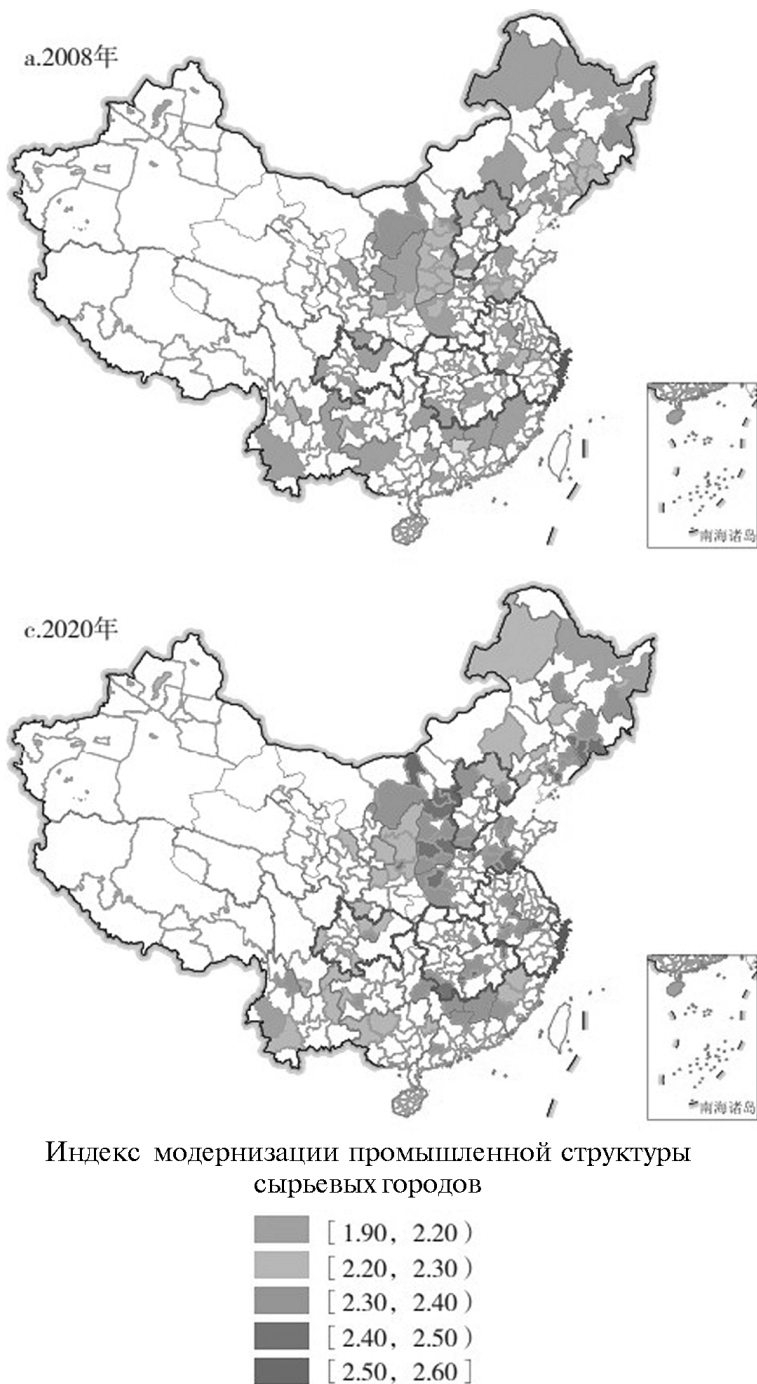 a.2008年
南海诸岛
c.2020年
南海诸岛
Индекс модернизации промышленной структуры
сырьевых городов
[ 1.90, 2.20 )
[ 2.20, 2.30 )
[ 2.30, 2.40 )
[ 2.40, 2.50 )
[ 2.50, 2.60 ]